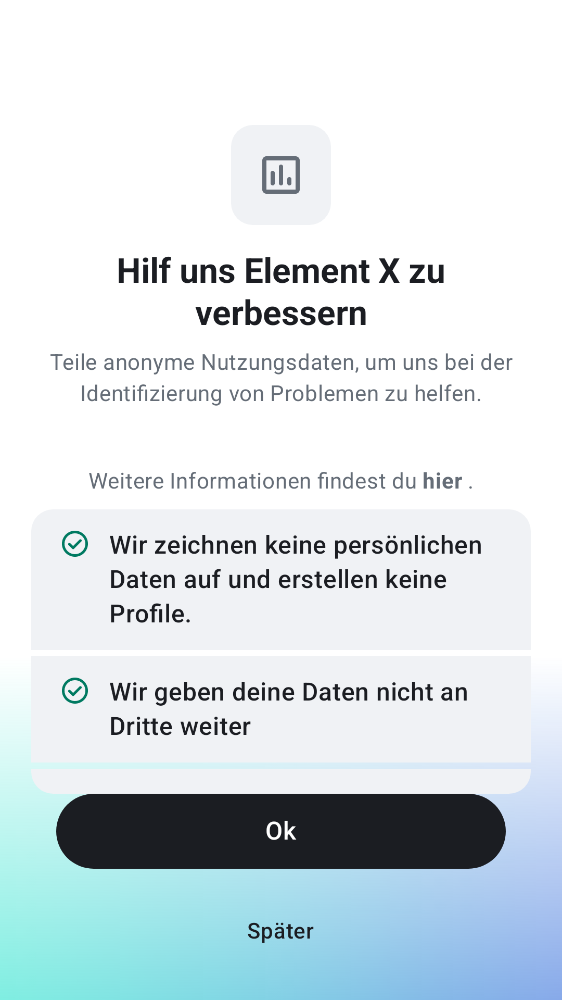 Hilf uns Element X zu
verbessern
Teile anonyme Nutzungsdaten, um uns bei der
Identifizierung von Problemen zu helfen.
Weitere Informationen findest du hier .
Wir zeichnen keine persönlichen
Daten auf und erstellen keine
Profile.
Wir geben deine Daten nicht an
Dritte weiter
Ok
Später